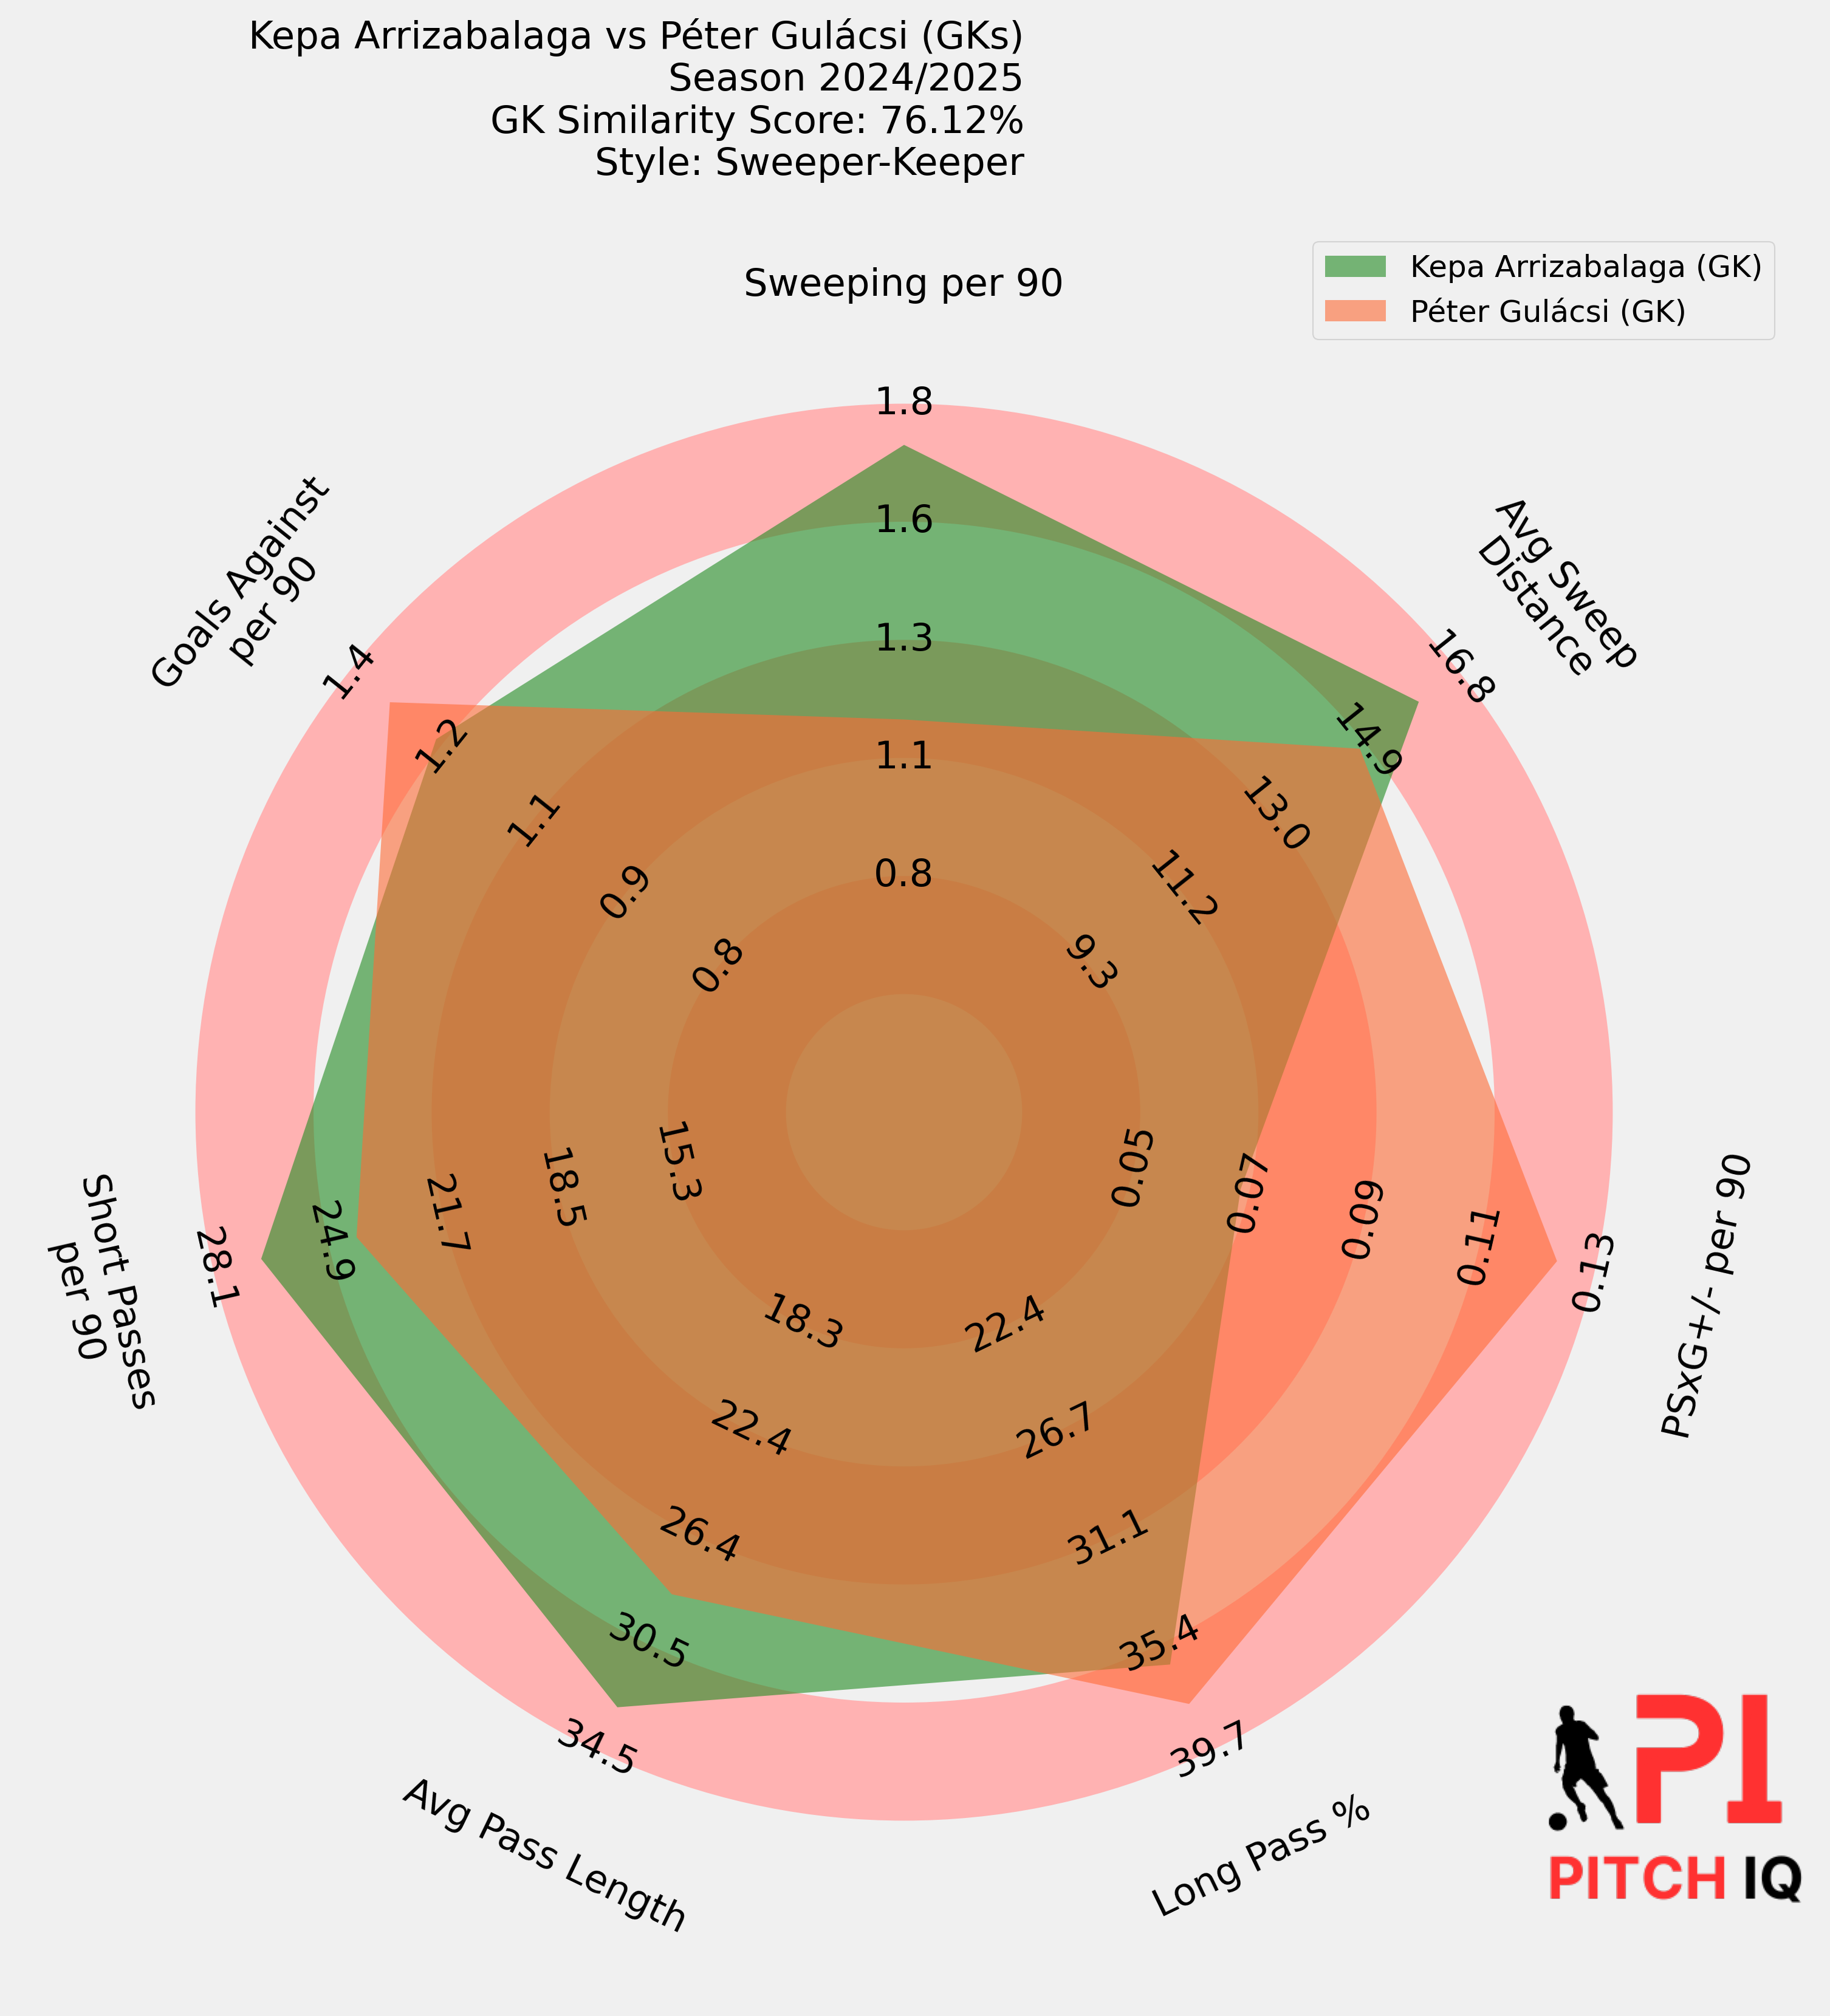 Kepa Arrizabalaga vs Péter Gulácsi (GKs)
Season 2024/2025
GK Similarity Score: 76.12%
Style: Sweeper-Keeper
Kepa Arrizabalaga (GK)
Péter Gulácsi (GK)
Sweeping per 90
1.8
1.6
1.3
1.1
0.8
Avg Sweep
Distance
16.8
14.9
13.0
11.2
9.3
PSxG+/- per 90
0.05
0.07
0.09
0.11
0.13
Long Pass %
22.4
26.7
31.1
35.4
39.7
Avg Pass Length
18.3
22.4
26.4
30.5
34.5
Short Passes
per 90
28.1
24.9
21.7
18.5
15.3
Goals Against
per 90
1.4
1.2
1.1
0.9
0.8
PI
PITCH IQ